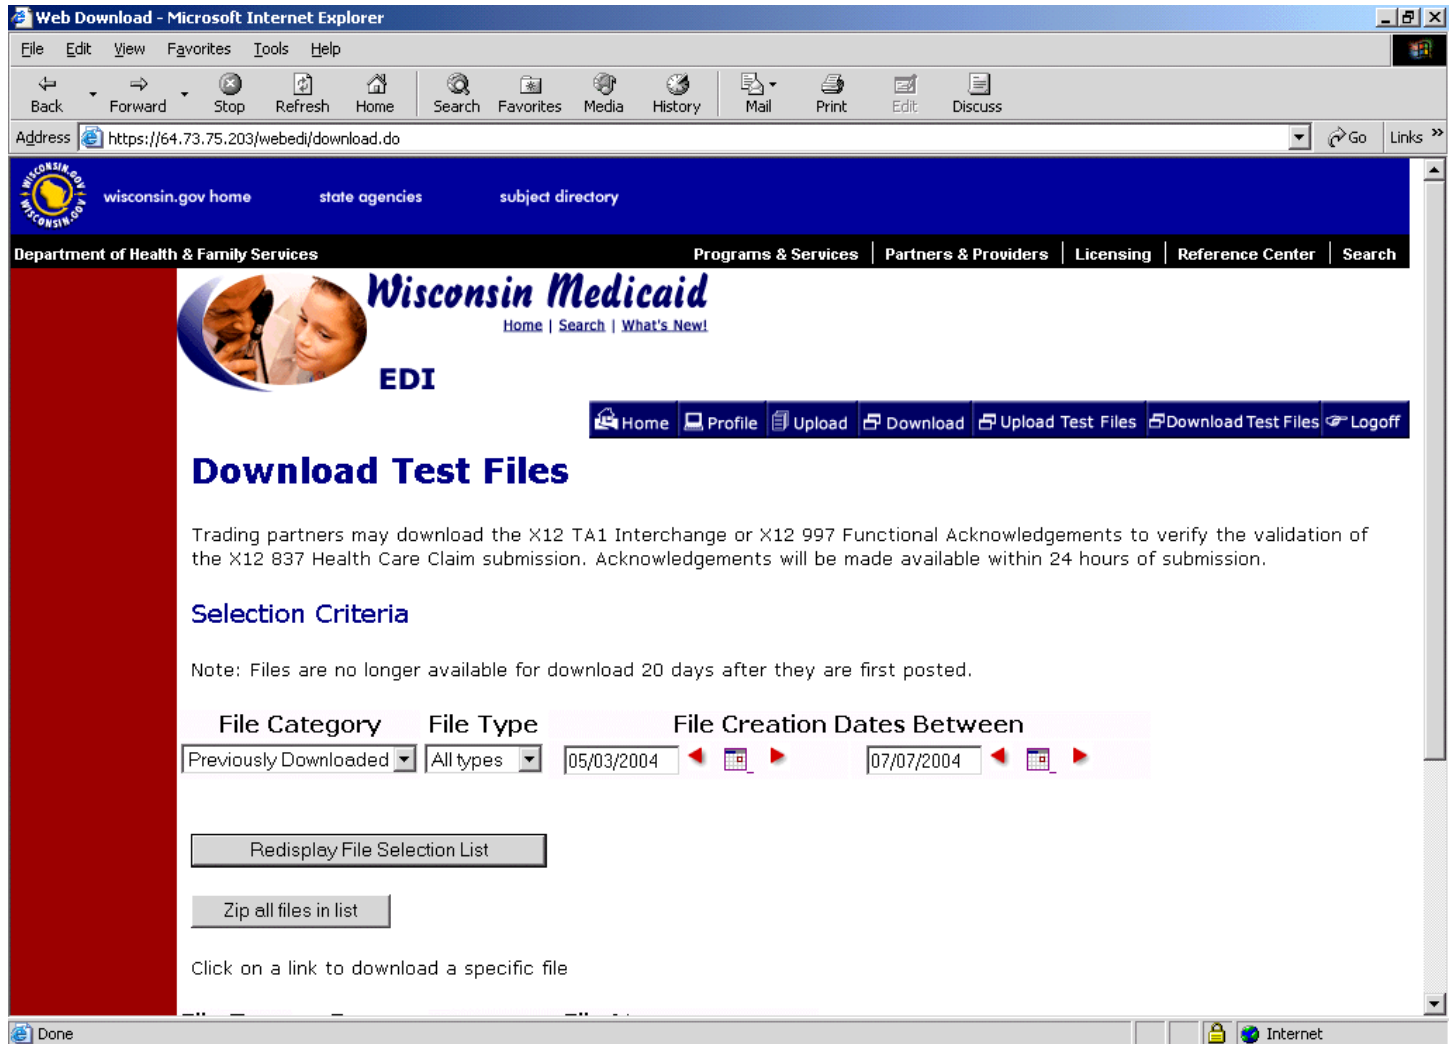 Web Download - Microsoft Internet Explorer
File Edit View Favorites Tools Help
Back Forward Stop Refresh Home Search Favorites Media History Mail Print Edit Discuss
Address https://64.73.75.203/webedi/download.do Go Links »
WISCONSIN.GOV WISCONSIN.GOV
wisconsin.gov home state agencies subject directory
Department of Health & Family Services Programs & Services | Partners & Providers | Licensing | Reference Center | Search
Wisconsin Medicaid
Home | Search | What's New!
EDI
Home Profile Upload Download Upload Test Files Download Test Files Logoff
Download Test Files
Trading partners may download the X12 TA1 Interchange or X12 997 Functional Acknowledgements to verify the validation of
the X12 837 Health Care Claim submission. Acknowledgements will be made available within 24 hours of submission.
Selection Criteria
Note: Files are no longer available for download 20 days after they are first posted.
File Category File Type File Creation Dates Between
Previously Downloaded All types 05/03/2004 07/07/2004
Redisplay File Selection List
Zip all files in list
Click on a link to download a specific file
Done Internet